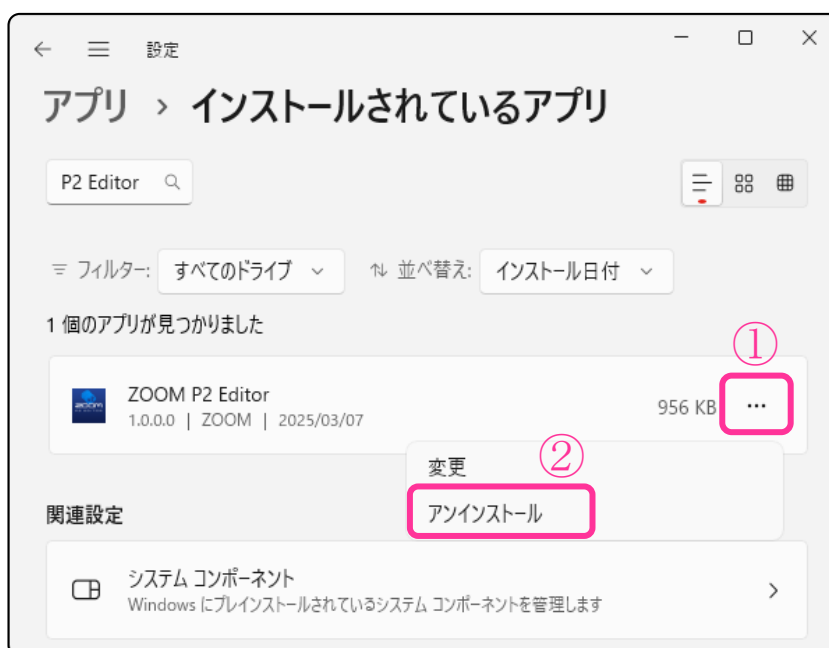 設定
アプリ › インストールされているアプリ
P2 Editor
フィルター: すべてのドライブ 並べ替え: インストール日付
1 個のアプリが見つかりました
①
ZOOM P2 Editor
956 KB ...
1.0.0.0 | ZOOM | 2025/03/07
②
変更
アンインストール
関連設定
システム コンポーネント
Windows にプレインストールされているシステム コンポーネントを管理します